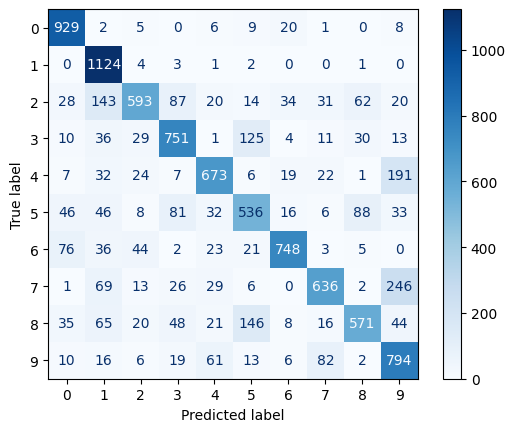 0 929 2 5 0 6 9 20 1 0 8
1 0 1124 4 3 1 2 0 0 1 0
2 28 143 593 87 20 14 34 31 62 20
3 10 36 29 751 1 125 4 11 30 13
4 7 32 24 7 673 6 19 22 1 191
5 46 46 8 81 32 536 16 6 88 33
6 76 36 44 2 23 21 748 3 5 0
7 1 69 13 26 29 6 0 636 2 246
8 35 65 20 48 21 146 8 16 571 44
9 10 16 6 19 61 13 6 82 2 794
0 1 2 3 4 5 6 7 8 9
Predicted label
True label
1000
800
600
400
200
0